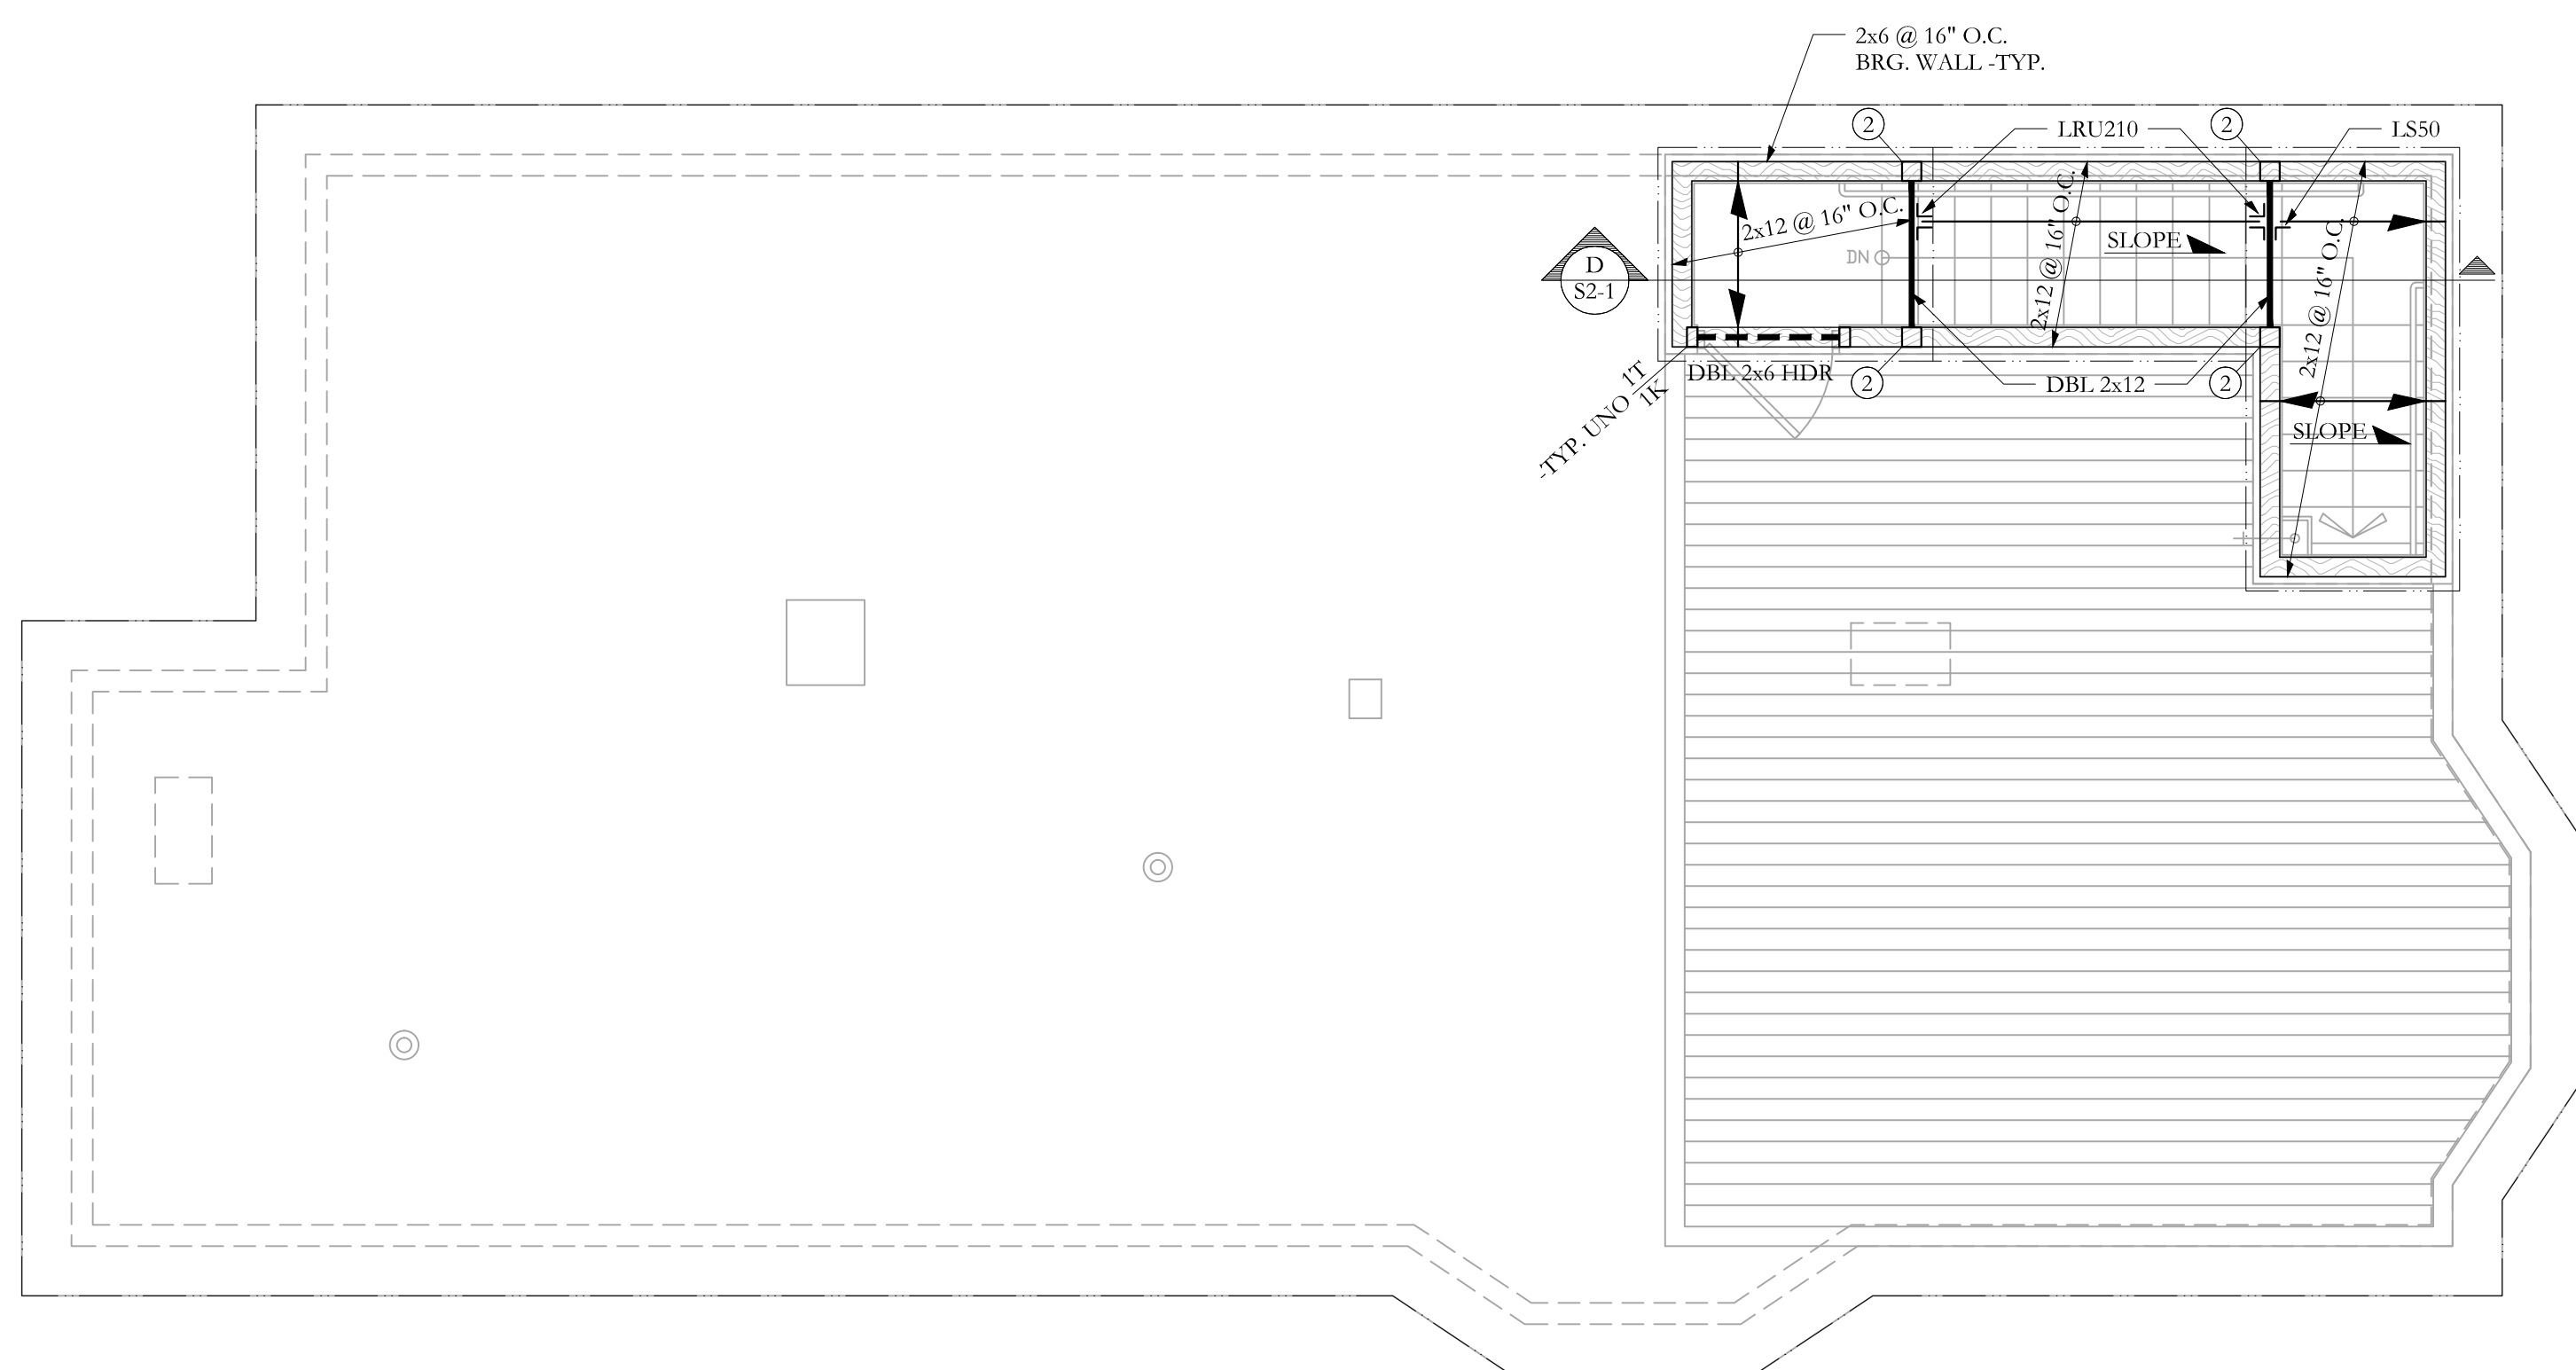 2x6 @ 16" O.C.
BRG. WALL -TYP.
2
LRU210
2
LS50
2x12 @ 16" O.C.
2x12 @ 16" O.C.
2x12 @ 16" O.C.
SLOPE
DN
D
S2-1
DBL 2x6 HDR
2
DBL 2x12
2
-TYP. UNO
1T
1K
SLOPE